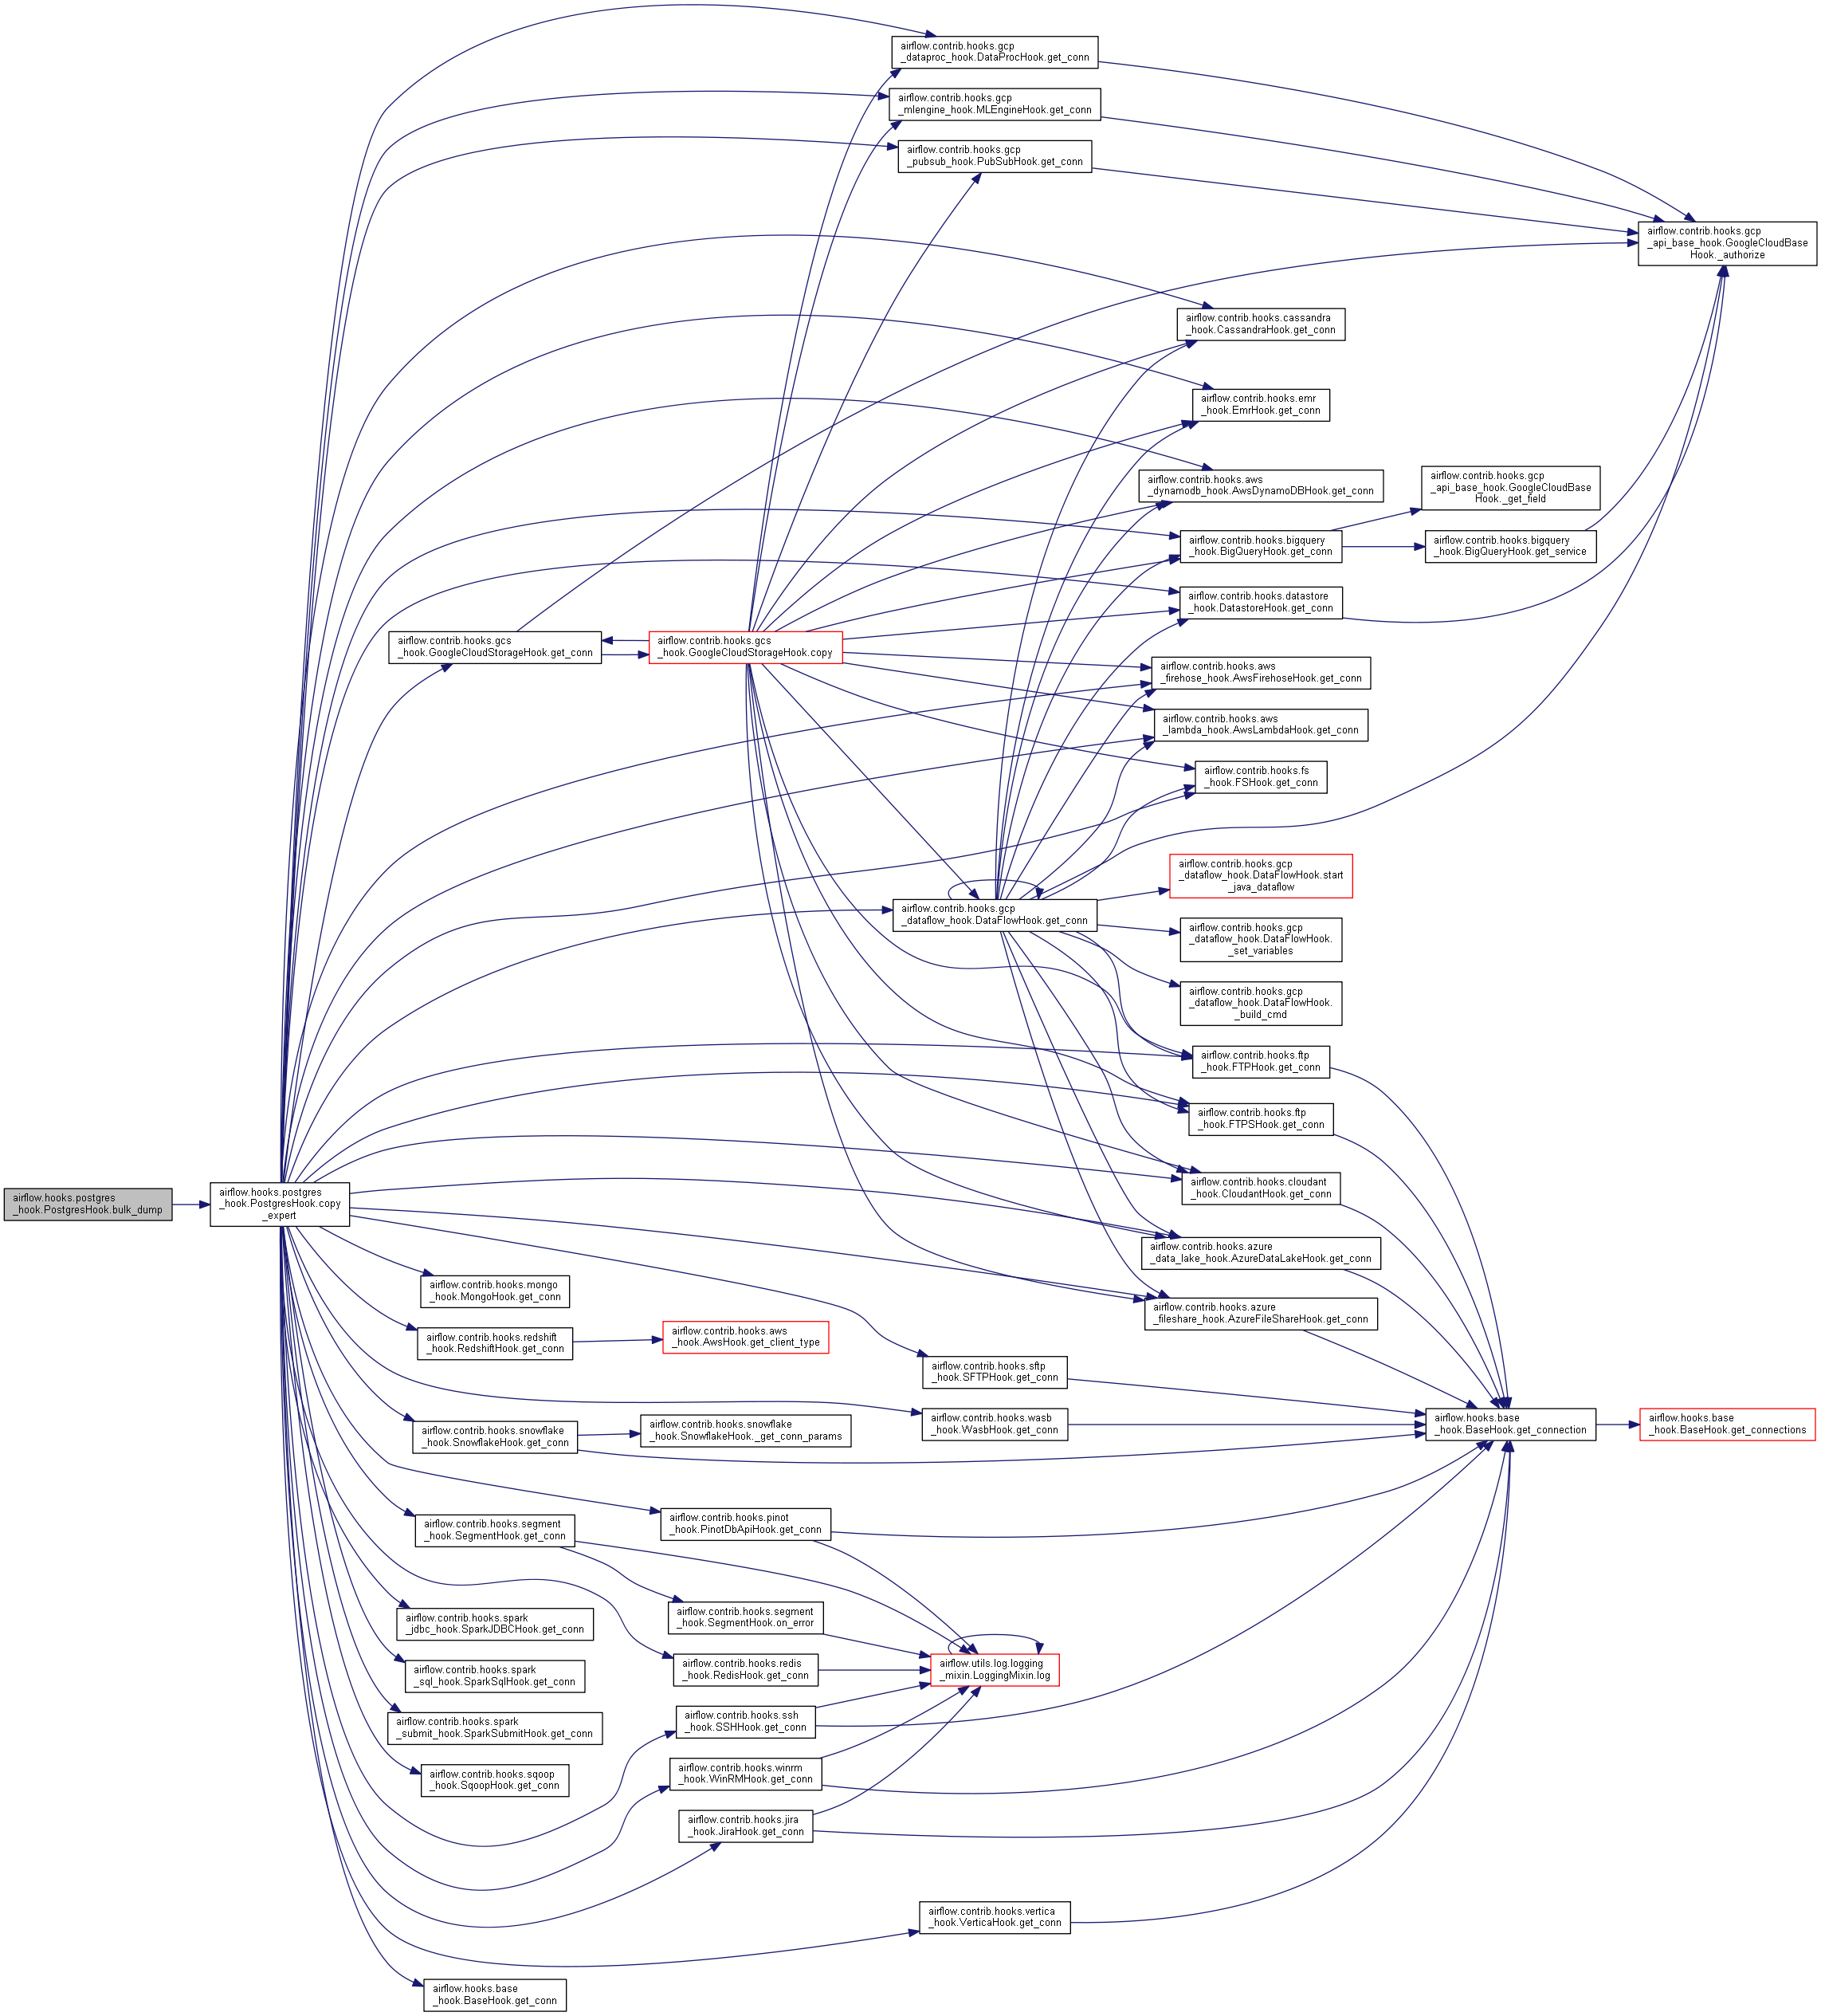 airflow.contrib.hooks.gcp
_dataproc_hook.DataProcHook.get_conn
airflow.contrib.hooks.gcp
_mlengine_hook.MLEngineHook.get_conn
airflow.contrib.hooks.gcp
_pubsub_hook.PubSubHook.get_conn
airflow.contrib.hooks.gcp
_api_base_hook.GoogleCloudBase
Hook._authorize
airflow.contrib.hooks.cassandra
_hook.CassandraHook.get_conn
airflow.contrib.hooks.emr
_hook.EmrHook.get_conn
airflow.contrib.hooks.aws
_dynamodb_hook.AwsDynamoDBHook.get_conn
airflow.contrib.hooks.gcp
_api_base_hook.GoogleCloudBase
Hook._get_field
airflow.contrib.hooks.bigquery
_hook.BigQueryHook.get_conn
airflow.contrib.hooks.bigquery
_hook.BigQueryHook.get_service
airflow.contrib.hooks.datastore
_hook.DatastoreHook.get_conn
airflow.contrib.hooks.gcs
_hook.GoogleCloudStorageHook.get_conn
airflow.contrib.hooks.gcs
_hook.GoogleCloudStorageHook.copy
airflow.contrib.hooks.aws
_firehose_hook.AwsFirehoseHook.get_conn
airflow.contrib.hooks.aws
_lambda_hook.AwsLambdaHook.get_conn
airflow.contrib.hooks.fs
_hook.FSHook.get_conn
airflow.contrib.hooks.gcp
_dataflow_hook.DataFlowHook.start
_java_dataflow
airflow.contrib.hooks.gcp
_dataflow_hook.DataFlowHook.get_conn
airflow.contrib.hooks.gcp
_dataflow_hook.DataFlowHook.
_set_variables
airflow.contrib.hooks.gcp
_dataflow_hook.DataFlowHook.
_build_cmd
airflow.contrib.hooks.ftp
_hook.FTPHook.get_conn
airflow.contrib.hooks.ftp
_hook.FTPSHook.get_conn
airflow.contrib.hooks.cloudant
_hook.CloudantHook.get_conn
airflow.hooks.postgres
_hook.PostgresHook.bulk_dump
airflow.hooks.postgres
_hook.PostgresHook.copy
_expert
airflow.contrib.hooks.azure
_data_lake_hook.AzureDataLakeHook.get_conn
airflow.contrib.hooks.mongo
_hook.MongoHook.get_conn
airflow.contrib.hooks.azure
_fileshare_hook.AzureFileShareHook.get_conn
airflow.contrib.hooks.redshift
_hook.RedshiftHook.get_conn
airflow.contrib.hooks.aws
_hook.AwsHook.get_client_type
airflow.contrib.hooks.sftp
_hook.SFTPHook.get_conn
airflow.contrib.hooks.wasb
_hook.WasbHook.get_conn
airflow.hooks.base
_hook.BaseHook.get_connection
airflow.hooks.base
_hook.BaseHook.get_connections
airflow.contrib.hooks.snowflake
_hook.SnowflakeHook.get_conn
airflow.contrib.hooks.snowflake
_hook.SnowflakeHook._get_conn_params
airflow.contrib.hooks.pinot
_hook.PinotDbApiHook.get_conn
airflow.contrib.hooks.segment
_hook.SegmentHook.get_conn
airflow.contrib.hooks.segment
_hook.SegmentHook.on_error
airflow.contrib.hooks.spark
_jdbc_hook.SparkJDBCHook.get_conn
airflow.contrib.hooks.redis
_hook.RedisHook.get_conn
airflow.utils.log.logging
_mixin.LoggingMixin.log
airflow.contrib.hooks.spark
_sql_hook.SparkSqlHook.get_conn
airflow.contrib.hooks.spark
_submit_hook.SparkSubmitHook.get_conn
airflow.contrib.hooks.ssh
_hook.SSHHook.get_conn
airflow.contrib.hooks.sqoop
_hook.SqoopHook.get_conn
airflow.contrib.hooks.winrm
_hook.WinRMHook.get_conn
airflow.contrib.hooks.jira
_hook.JiraHook.get_conn
airflow.contrib.hooks.vertica
_hook.VerticaHook.get_conn
airflow.hooks.base
_hook.BaseHook.get_conn